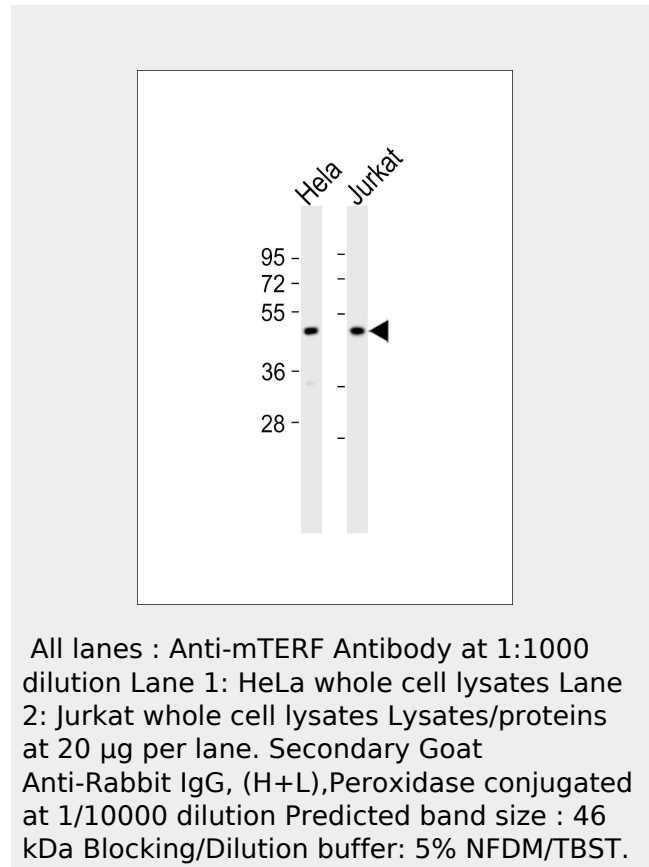 Hela
Jurkat
95
72
55
36
28
All lanes : Anti-mTERF Antibody at 1:1000
dilution Lane 1: HeLa whole cell lysates Lane
2: Jurkat whole cell lysates Lysates/proteins
at 20 µg per lane. Secondary Goat
Anti-Rabbit IgG, (H+L),Peroxidase conjugated
at 1/10000 dilution Predicted band size : 46
kDa Blocking/Dilution buffer: 5% NFDM/TBST.